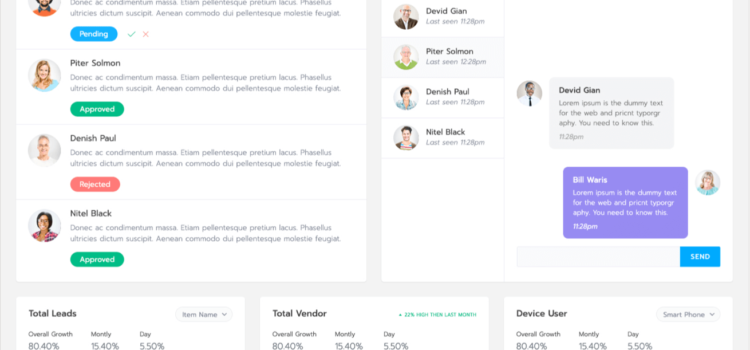 Donec ac condimentum massa. Etiam pellentesque pretium lacus. Phasellus
ultricies dictum suscipit. Aenean commodo dui pellentesque molestie feugiat.
Pending
Piter Solmon
Donec ac condimentum massa. Etiam pellentesque pretium lacus. Phasellus
ultricies dictum suscipit. Aenean commodo dui pellentesque molestie feugiat.
Approved
Denish Paul
Donec ac condimentum massa. Etiam pellentesque pretium lacus. Phasellus
ultricies dictum suscipit. Aenean commodo dui pellentesque molestie feugiat.
Rejected
Nitel Black
Donec ac condimentum massa. Etiam pellentesque pretium lacus. Phasellus
ultricies dictum suscipit. Aenean commodo dui pellentesque molestie feugiat.
Approved
Devid Gian
Last seen 11:28pm
Piter Solmon
Last seen 12:28pm
Denish Paul
Last seen 11:28pm
Nitel Black
Last seen 11:28pm
Devid Gian
Lorem ipsum is the dummy text
for the web and pricnt typorgr
aphy. You need to know this.
11:28pm
Bill Waris
Lorem ipsum is the dummy text
for the web and pricnt typorgr
aphy. You need to know this.
11:28pm
SEND
Total Leads
Item Name
Overall Growth Montly Day
80.40% 15.40% 5.50%
Total Vendor
22% HIGH THEN LAST MONTH
Overall Growth Montly Day
80.40% 15.40% 5.50%
Device User
Smart Phone
Overall Growth Montly Day
80.40% 15.40% 5.50%